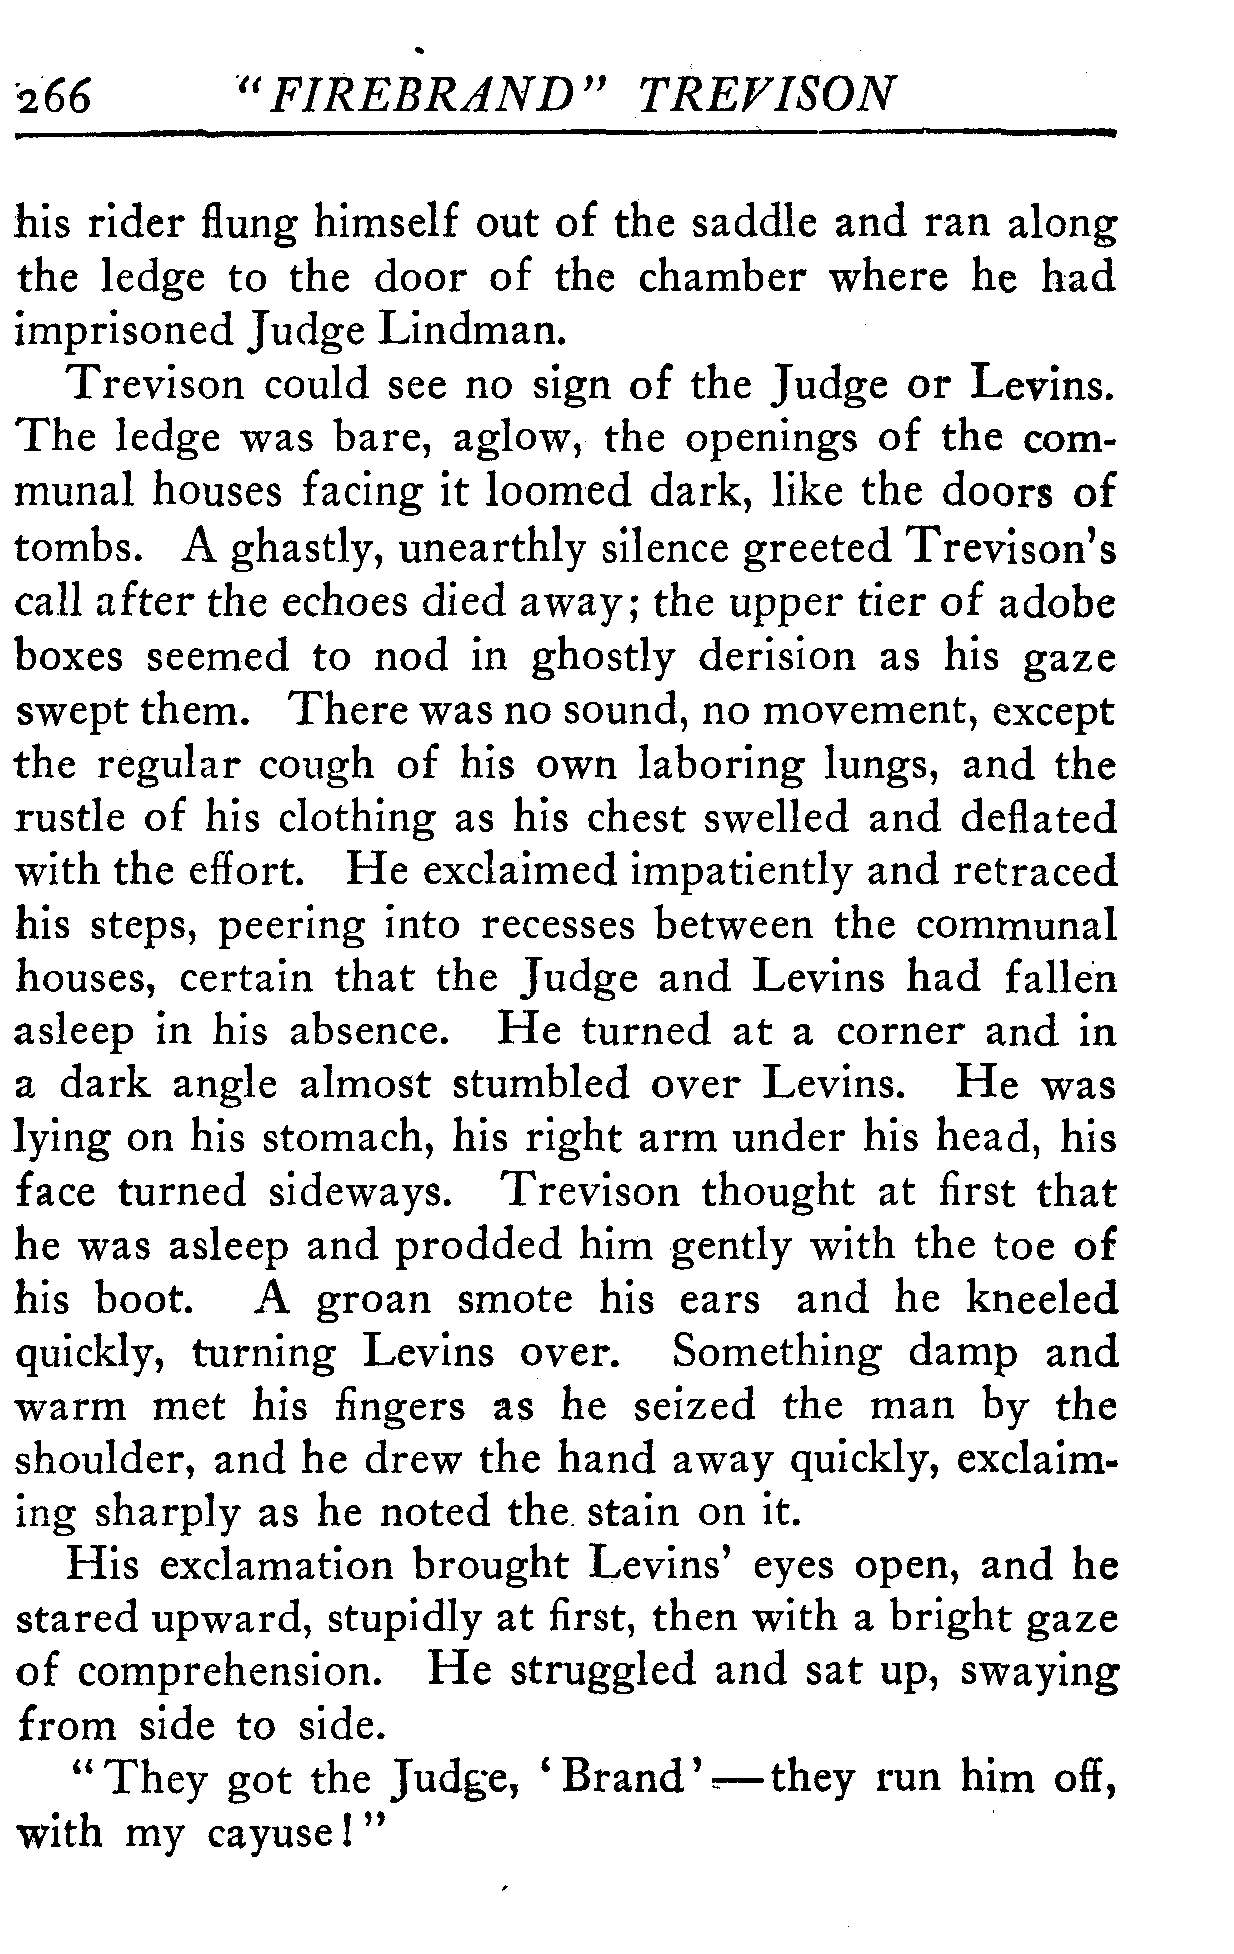 266 "FIREBRAND" TREVISON
his rider flung himself out of the saddle and ran along
the ledge to the door of the chamber where he had
imprisoned Judge Lindman.
Trevison could see no sign of the Judge or Levins.
The ledge was bare, aglow, the openings of the com-
munal houses facing it loomed dark, like the doors of
tombs. A ghastly, unearthly silence greeted Trevison's
call after the echoes died away; the upper tier of adobe
boxes seemed to nod in ghostly derision as his gaze
swept them. There was no sound, no movement, except
the regular cough of his own laboring lungs, and the
rustle of his clothing as his chest swelled and deflated
with the effort. He exclaimed impatiently and retraced
his steps, peering into recesses between the communal
houses, certain that the Judge and Levins had fallen
asleep in his absence. He turned at a corner and in
a dark angle almost stumbled over Levins. He was
lying on his stomach, his right arm under his head, his
face turned sideways. Trevison thought at first that
he was asleep and prodded him gently with the toe of
his boot. A groan smote his ears and he kneeled
quickly, turning Levins over. Something damp and
warm met his fingers as he seized the man by the
shoulder, and he drew the hand away quickly, exclaim-
ing sharply as he noted the stain on it.
His exclamation brought Levins' eyes open, and he
stared upward, stupidly at first, then with a bright gaze
of comprehension. He struggled and sat up, swaying
from side to side.
"They got the Judge, 'Brand'—they run him off,
with my cayuse!"